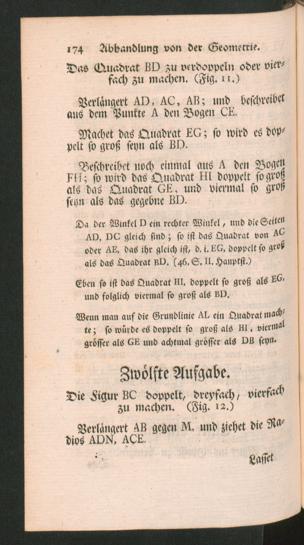 174 Abhandlung von der Geometrie.
Das Quadrat BD zu verdoppeln oder vier-
fach zu machen. (Fig. 11.)
Verlängert AD, AC, AB; und beschreibet
aus dem Punkte A den Bogen CE.
Machet das Quadrat EG; so wird es dop-
pelt so groß seyn als BD.
Beschreibet noch einmal aus A den Bogen
FH; so wird das Quadrat HI doppelt so groß
als das Quadrat GE, und viermal so groß
seyn als das gegebne BD.
Da der Winkel D ein rechter Winkel, und die Seiten
AD, DC gleich sind; so ist das Quadrat von AC
oder AE, das ihr gleich ist, d. i. EG, doppelt so groß
als das Quadrat BD. (46. S. II. Hauptst.)
Eben so ist das Quadrat HI, doppelt so groß als EG,
und folglich viermal so groß als BD.
Wenn man auf die Grundlinie AL ein Quadrat mach-
te; so würde es doppelt so groß als HI, viermal
grösser als GE und achtmal grösser als DB seyn.
Zwölfte Aufgabe.
Die Figur BC doppelt, dreyfach, vierfach
zu machen. (Fig. 12.)
Verlängert AB gegen M, und ziehet die Ra-
dios ADN, ACE.
Lasset